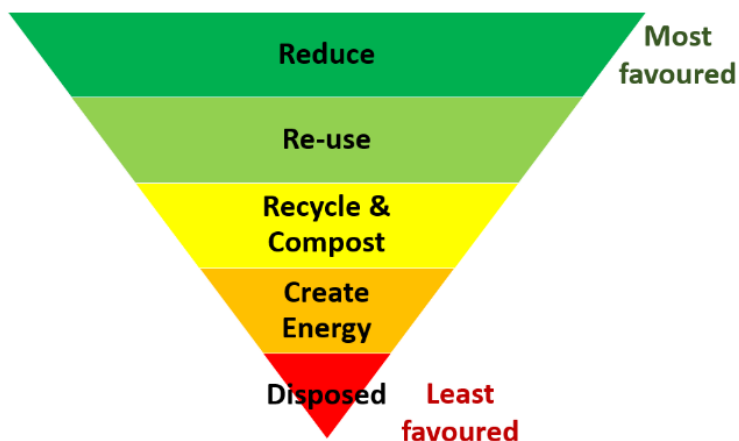 Reduce
Most
favoured
Re-use
Recycle &
Compost
Create
Energy
Disposed
Least
favoured